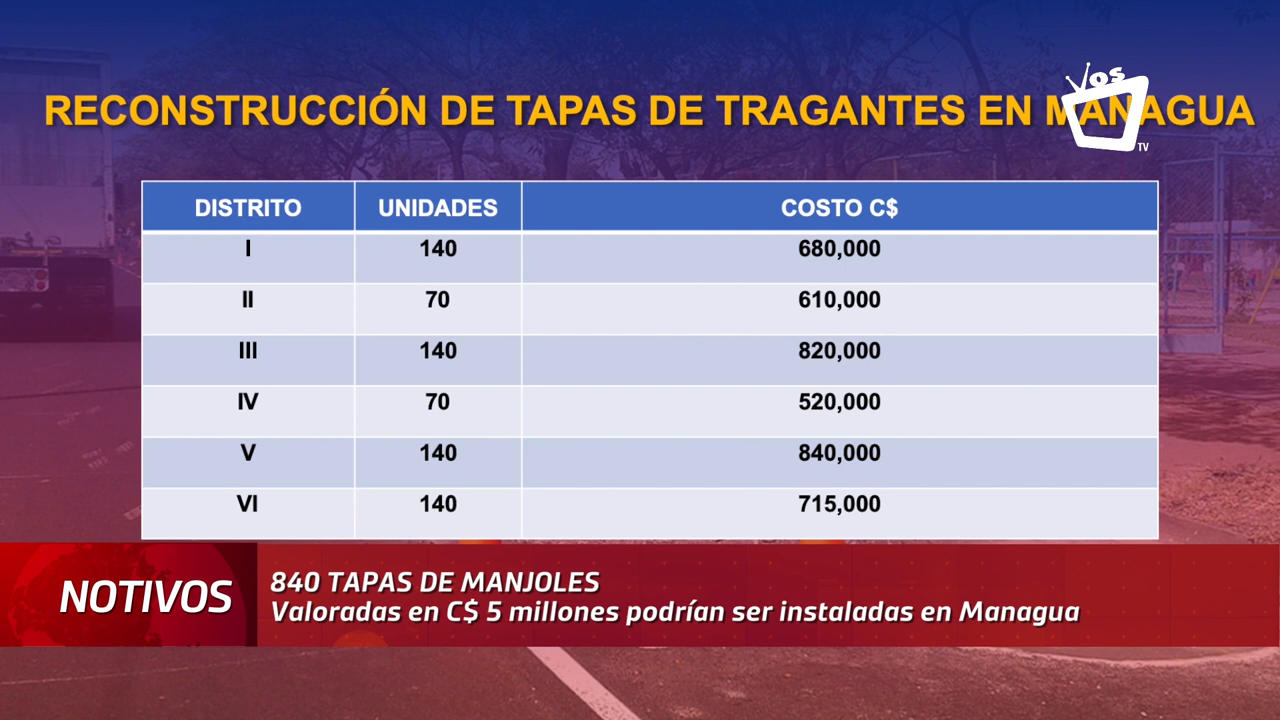 VOS
TV
RECONSTRUCCIÓN DE TAPAS DE TRAGANTES EN MANAGUA
DISTRITO UNIDADES COSTO C$
I 140 680,000
II 70 610,000
III 140 820,000
IV 70 520,000
V 140 840,000
VI 140 715,000
NOTIVOS
840 TAPAS DE MANJOLES
Valoradas en C$ 5 millones podrían ser instaladas en Managua